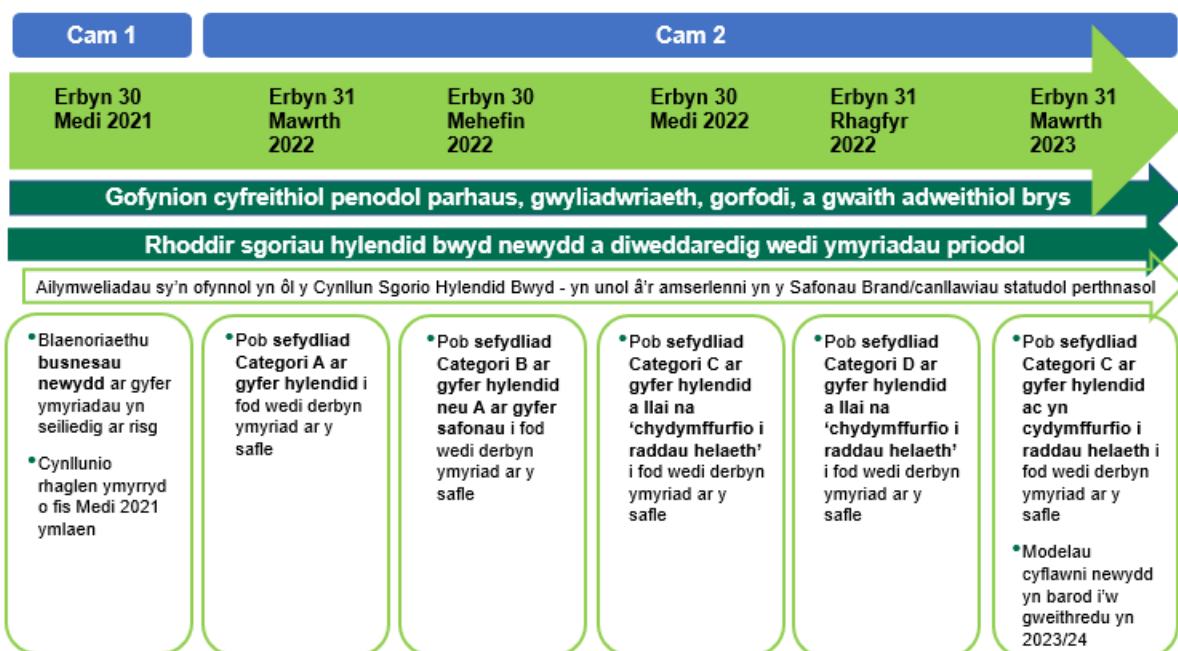 Cam 1
Cam 2
Erbyn 30
Medi 2021
Erbyn 31
Mawrth
2022
Erbyn 30
Mehefin
2022
Erbyn 30
Medi 2022
Erbyn 31
Rhagfyr
2022
Erbyn 31
Mawrth
2023
Gofynion cyfreithiol penodol parhaus, gwyliadwriaeth, gorfodi, a gwaith adweithiol brys
Rhoddir sgoriau hylendid bwyd newydd a diweddaredig wedi ymyriadau priodol
Ailymweliadau sy'n ofynnol yn ôl y Cynllun Sgorio Hylendid Bwyd - yn unol â'r amserlenni yn y Safonau Brand/canllawiau statudol perthnasol
•Blaenoriaethu
busnesau
newydd ar gyfer
ymyriadau yn
seiliedig ar risg
•Cynllunio
rhaglen ymyrryd
o fis Medi 2021
ymlaen
•Pob sefydliad
Categori A ar
gyfer hylendid i
fod wedi derbyn
ymyriad ar y
safle
•Pob sefydliad
Categori B ar
gyfer hylendid
neu A ar gyfer
safonau i fod
wedi derbyn
ymyriad ar y
safle
•Pob sefydliad
Categori C ar
gyfer hylendid
a llai na
‘chydymffurfio i
raddau helaeth’
i fod wedi derbyn
ymyriad ar y
safle
•Pob sefydliad
Categori D ar
gyfer hylendid
a llai na
‘chydymffurfio i
raddau helaeth’
i fod wedi derbyn
ymyriad ar y
safle
•Pob sefydliad
Categori C ar
gyfer hylendid
ac yn
cydymffurfio i
raddau helaeth i
fod wedi derbyn
ymyriad ar y
safle
•Modelau
cyflawni newydd
yn barod i'w
gweithredu yn
2023/24